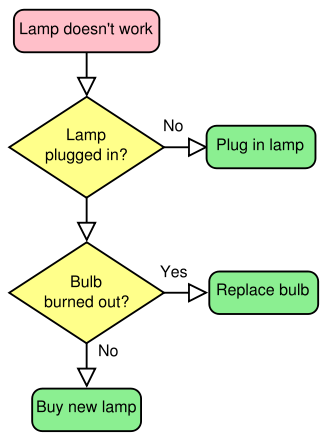 Lamp doesn't work
Lamp
plugged in?
No
Plug in lamp
Bulb
burned out?
Yes
Replace bulb
No
Buy new lamp